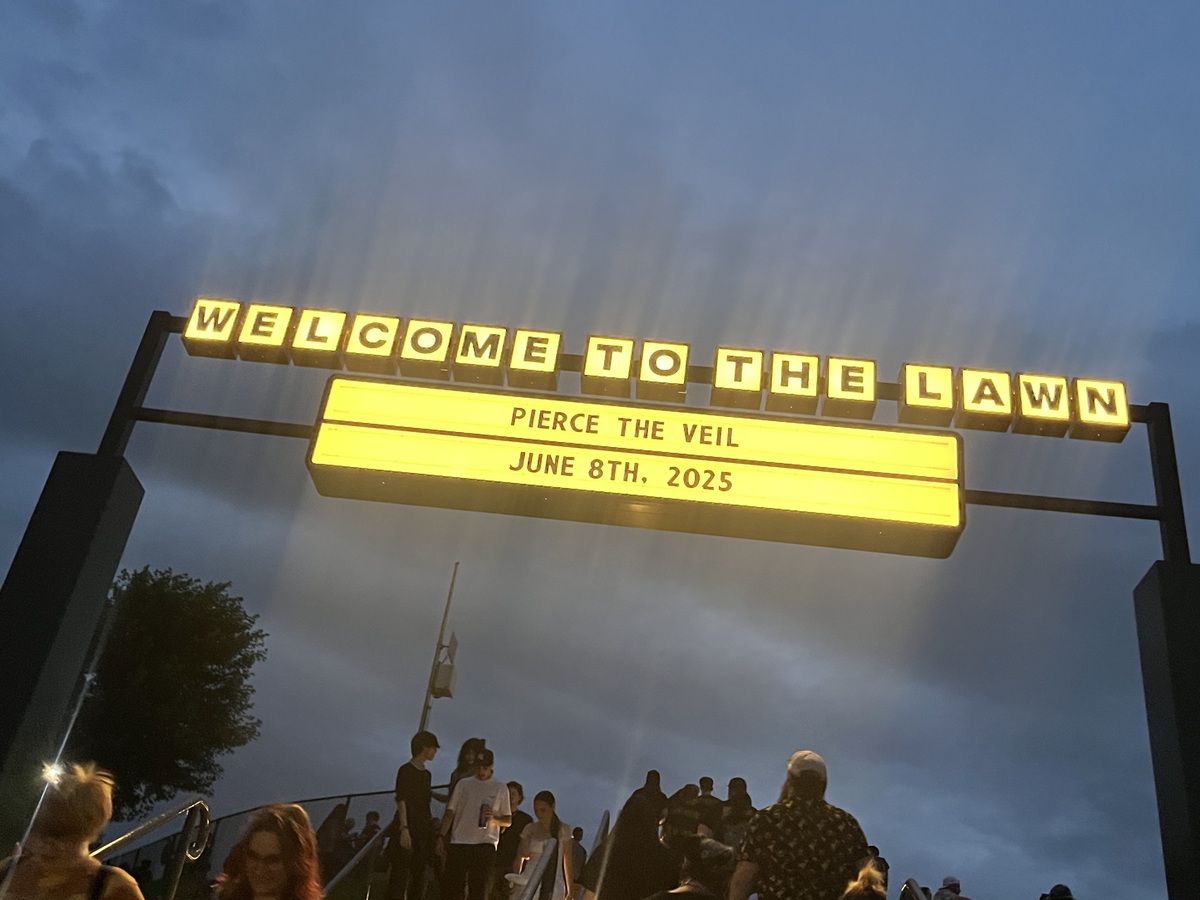 WELCOME TO THE LAWN
PIERCE THE VEIL
JUNE 8TH, 2025